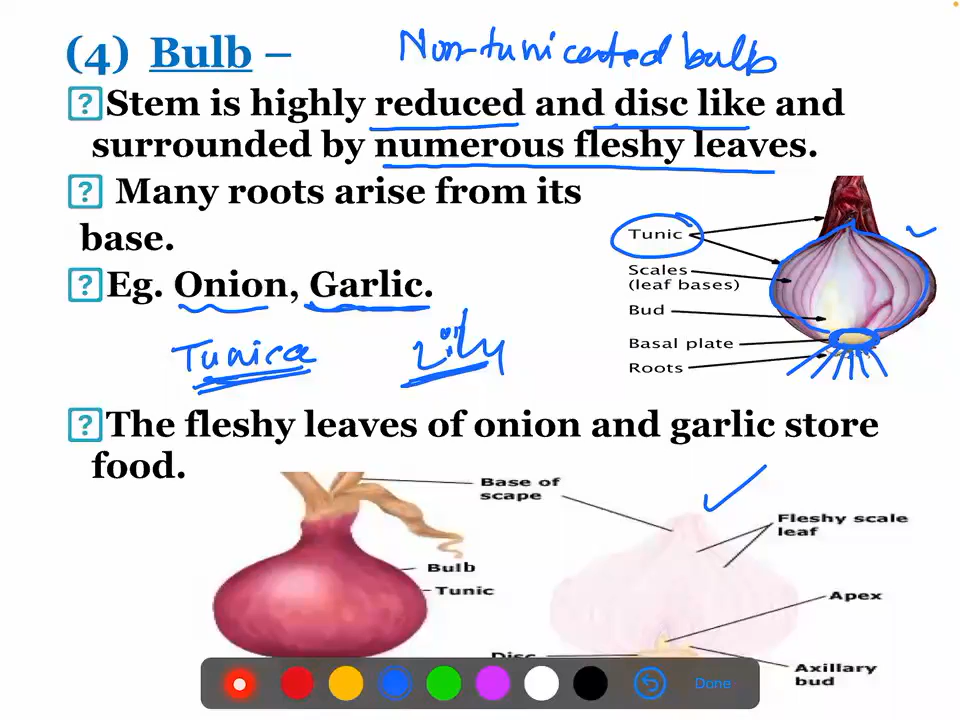 (4) Bulb –
Non-tunicated bulb
?Stem is highly reduced and disc like and
surrounded by numerous fleshy leaves.
? Many roots arise from its
base.
?Eg. Onion, Garlic.
Tunic
Scales
(leaf bases)
Bud
Basal plate
Roots
?The fleshy leaves of onion and garlic store
food.
Base of
scape
Fleshy scale
leaf
Bulb
Tunic
Apex
Disc
Axillary
bud
Done